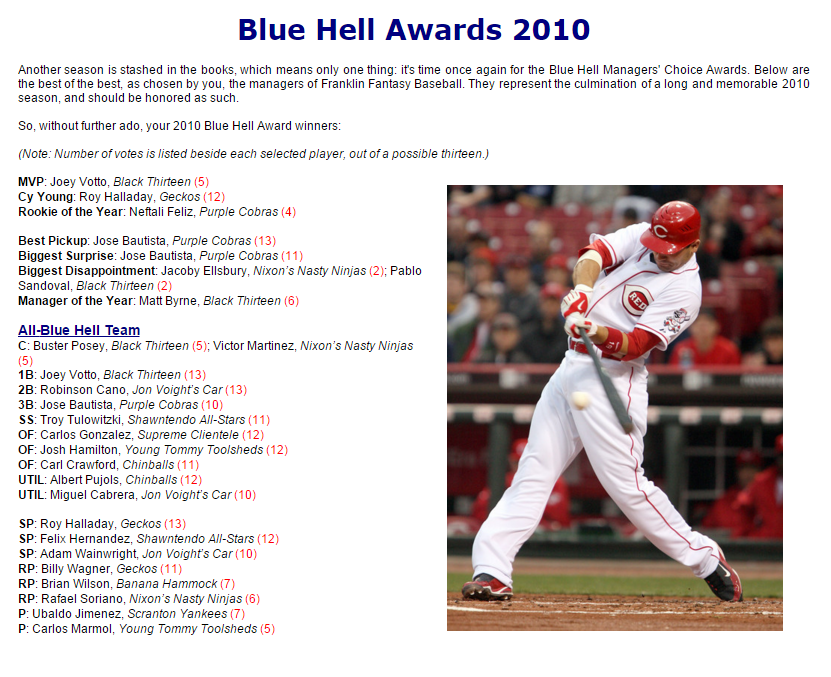 Blue Hell Awards 2010
Another season is stashed in the books, which means only one thing: it's time once again for the Blue Hell Managers' Choice Awards. Below are
the best of the best, as chosen by you, the managers of Franklin Fantasy Baseball. They represent the culmination of a long and memorable 2010
season, and should be honored as such.
So, without further ado, your 2010 Blue Hell Award winners:
(Note: Number of votes is listed beside each selected player, out of a possible thirteen.)
MVP: Joey Votto, Black Thirteen (5)
Cy Young: Roy Halladay, Geckos (12)
Rookie of the Year: Neftali Feliz, Purple Cobras (4)
Best Pickup: Jose Bautista, Purple Cobras (13)
Biggest Surprise: Jose Bautista, Purple Cobras (11)
Biggest Disappointment: Jacoby Ellsbury, Nixon's Nasty Ninjas (2); Pablo
Sandoval, Black Thirteen (2)
Manager of the Year: Matt Byrne, Black Thirteen (6)
All-Blue Hell Team
C: Buster Posey, Black Thirteen (5); Victor Martinez, Nixon's Nasty Ninjas
(5)
1B: Joey Votto, Black Thirteen (13)
2B: Robinson Cano, Jon Voight's Car (13)
3B: Jose Bautista, Purple Cobras (10)
SS: Troy Tulowitzki, Shawntendo All-Stars (11)
OF: Carlos Gonzalez, Supreme Clientele (12)
OF: Josh Hamilton, Young Tommy Toolsheds (12)
OF: Carl Crawford, Chinballs (11)
UTIL: Albert Pujols, Chinballs (12)
UTIL: Miguel Cabrera, Jon Voight's Car (10)
SP: Roy Halladay, Geckos (13)
SP: Felix Hernandez, Shawntendo All-Stars (12)
SP: Adam Wainwright, Jon Voight's Car (10)
RP: Billy Wagner, Geckos (11)
RP: Brian Wilson, Banana Hammock (7)
RP: Rafael Soriano, Nixon's Nasty Ninjas (6)
P: Ubaldo Jimenez, Scranton Yankees (7)
P: Carlos Marmol, Young Tommy Toolsheds (5)
C
REDS